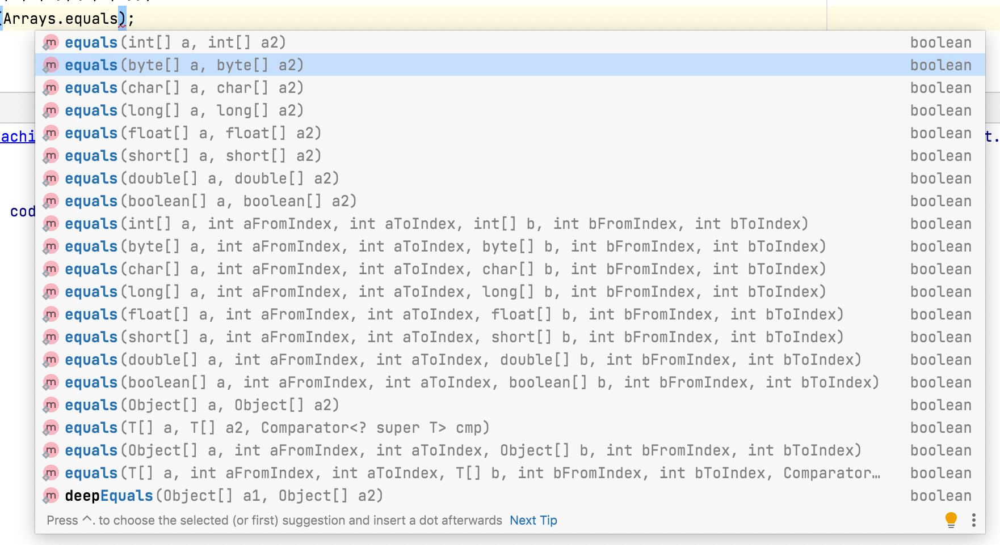 (Arrays.equals);
equals(int[] a, int[] a2) boolean
equals(byte[] a, byte[] a2) boolean
equals(char[] a, char[] a2) boolean
equals(long[] a, long[] a2) boolean
equals(float[] a, float[] a2) boolean
equals(short[] a, short[] a2) boolean
equals(double[] a, double[] a2) boolean
equals(boolean[] a, boolean[] a2) boolean
equals(int[] a, int aFromIndex, int aToIndex, int[] b, int bFromIndex, int bToIndex) boolean
equals(byte[] a, int aFromIndex, int aToIndex, byte[] b, int bFromIndex, int bToIndex) boolean
equals(char[] a, int aFromIndex, int aToIndex, char[] b, int bFromIndex, int bToIndex) boolean
equals(long[] a, int aFromIndex, int aToIndex, long[] b, int bFromIndex, int bToIndex) boolean
equals(float[] a, int aFromIndex, int aToIndex, float[] b, int bFromIndex, int bToIndex) boolean
equals(short[] a, int aFromIndex, int aToIndex, short[] b, int bFromIndex, int bToIndex) boolean
equals(double[] a, int aFromIndex, int aToIndex, double[] b, int bFromIndex, int bToIndex) boolean
equals(boolean[] a, int aFromIndex, int aToIndex, boolean[] b, int bFromIndex, int bToIndex) boolean
equals(Object[] a, Object[] a2) boolean
equals(T[] a, T[] a2, Comparator<? super T> cmp) boolean
equals(Object[] a, int aFromIndex, int aToIndex, Object[] b, int bFromIndex, int bToIndex) boolean
equals(T[] a, int aFromIndex, int aToIndex, T[] b, int bFromIndex, int bToIndex, Comparator… boolean
deepEquals(Object[] a1, Object[] a2) boolean
Press ^. to choose the selected (or first) suggestion and insert a dot afterwards Next Tip
achi
t.
cod